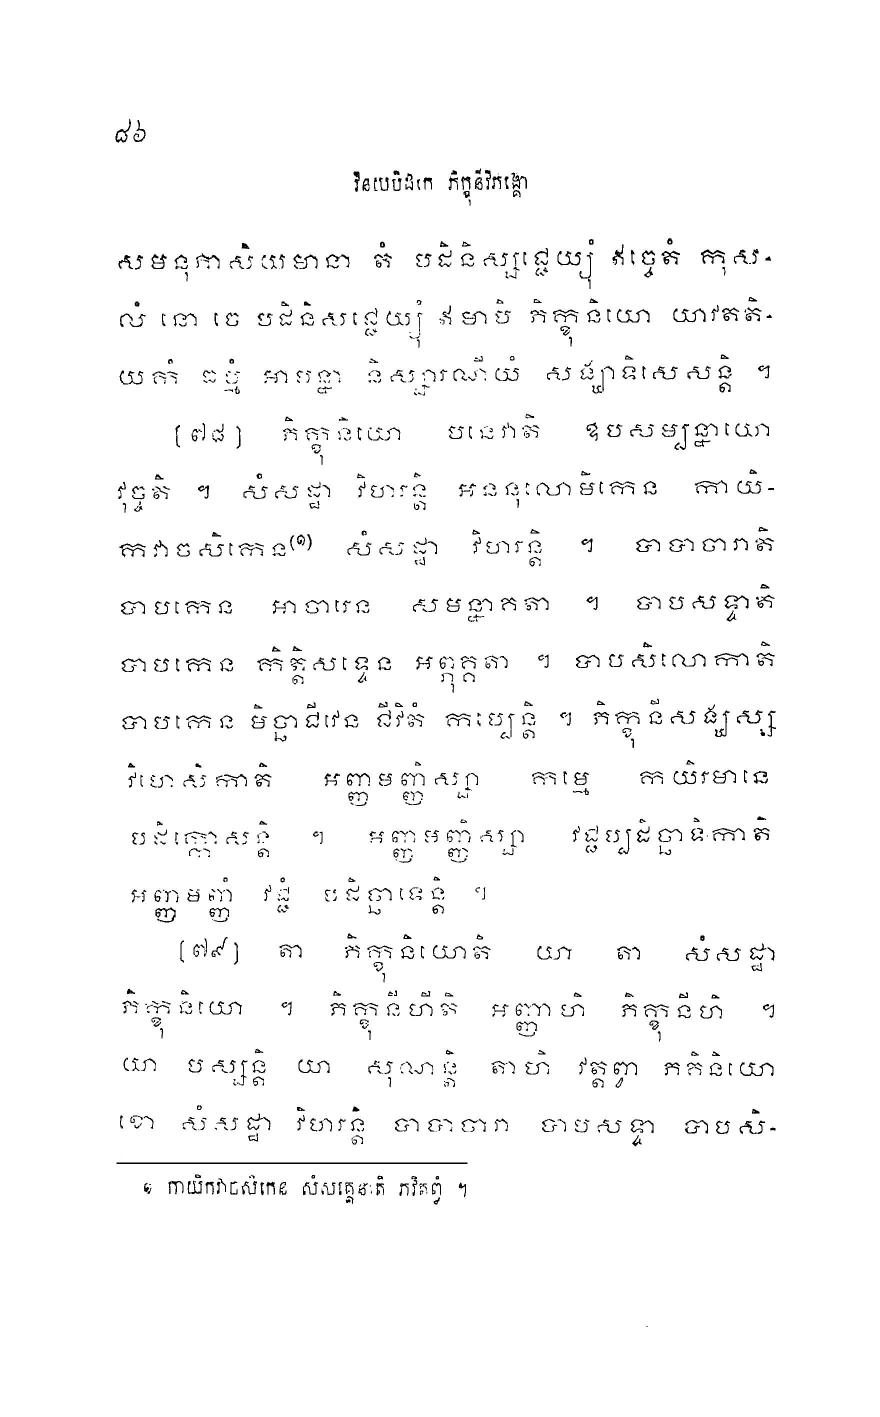 ៨៦
វិនយបិដកេ ភិក្ខុនីវិភង្គោ
សមនុភាសិយមានា តំ បដិនិស្សជ្ជេយ្យុំ ឥច្ចេតំ កុស-
លំ នោ ចេ បដិនិសជ្ជេយ្យុំ ឥមាបិ ភិក្ខុនិយោ យាវតតិ-
យកំ ធម្មំ អាបន្នា និស្សារណីយំ សង្ឃាទិសេសន្តិ ។
(៧៨) ភិក្ខុនិយោ បនេវាតិ ឧបសម្បន្នាយោ
វុច្ចតិ ។ សំសដ្ឋា វិហរន្តិ អននុលោមិកេន កាយិ-
កវាចសិកេន(១) សំសដ្ឋា វិហរន្តិ ។ បាបាចារាតិ
បាបកេន អាចារេន សមន្នាគតា ។ បាបសទ្ទាតិ
បាបកេន កិត្តិសទ្ទេន អព្ភុគ្គតា ។ បាបសិលោកាតិ
បាបកេន មិច្ឆាជីវេន ជីវិតំ កប្បេន្តិ ។ ភិក្ខុនីសង្ឃស្ស
វិហេសិកាតិ អញ្ញមញ្ញិស្សា កម្មេ កយិរមានេ
បដិក្កោសន្តិ ។ អញ្ញមញ្ញិស្សា វជ្ជប្បដិច្ឆាទិកាតិ
អញ្ញមញ្ញំ វជ្ជំ បដិច្ឆាទេន្តិ ។
(៧៩) តា ភិក្ខុនិយោតិ យា តា សំសដ្ឋា
ភិក្ខុនិយោ ។ ភិក្ខុនីហីតិ អញ្ញាហិ ភិក្ខុនីហិ ។
យា បស្សន្តិ យា សុណន្តិ តាហិ វត្តព្វា ភគិនិយោ
ខោ សំសដ្ឋា វិហរន្តិ បាបាចារា បាបសទ្ទា បាបសិ-
១ កាយិកវាចសិកេន សំសគ្គេនៈតិ ភវិតព្វំ ។